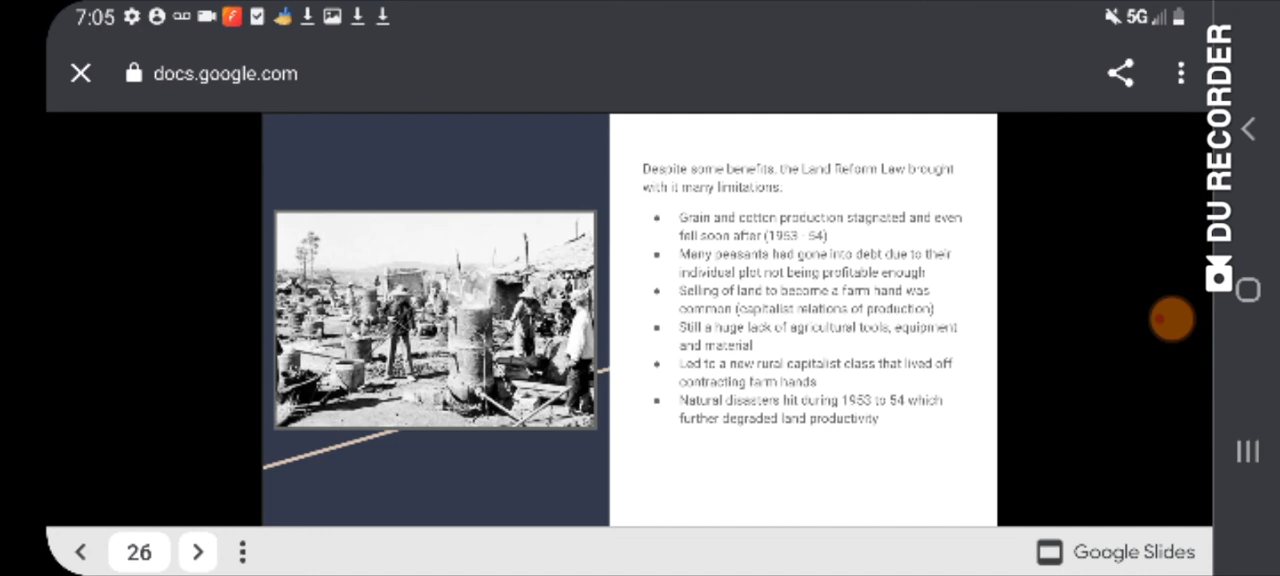 7:05
5G
docs.google.com
DU RECORDER
Despite some benefits, the Land Reform Law brought
with it many limitations:
Grain and cotton production stagnated and even
fell soon after (1953 - 54)
Many peasants had gone into debt due to their
individual plot not being profitable enough
Selling of land to become a farm hand was
common (capitalist relations of production)
Still a huge lack of agricultural tools, equipment
and material
Led to a new rural capitalist class that lived off
contracting farm hands
Natural disasters hit during 1953 to 54 which
further degraded land productivity
26
Google Slides